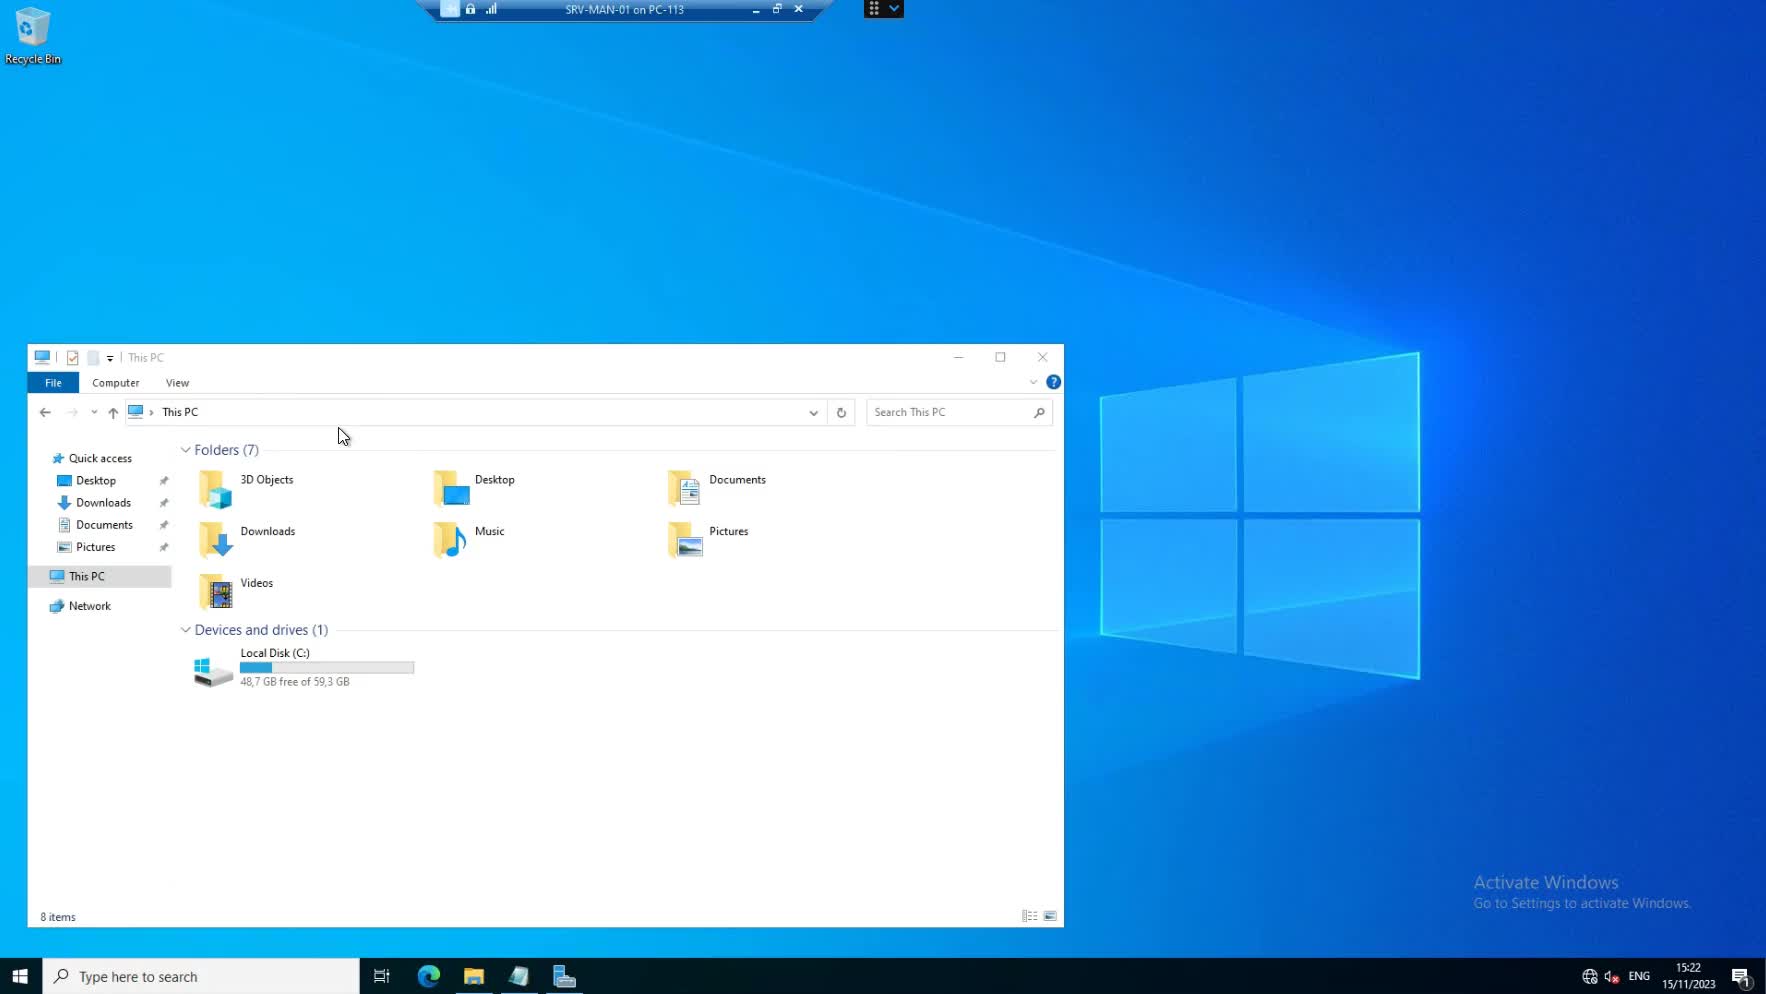 SRV-MAN-01 on PC-113
Recycle Bin
This PC
File Computer View
This PC
Search This PC
Quick access
Desktop
Downloads
Documents
Pictures
This PC
Network
Folders (7)
3D Objects Desktop Documents
Downloads Music Pictures
Videos
Devices and drives (1)
Local Disk (C:)
48,7 GB free of 59,3 GB
8 items
Activate Windows
Go to Settings to activate Windows.
Type here to search
ENG
15:22
15/11/2023
1